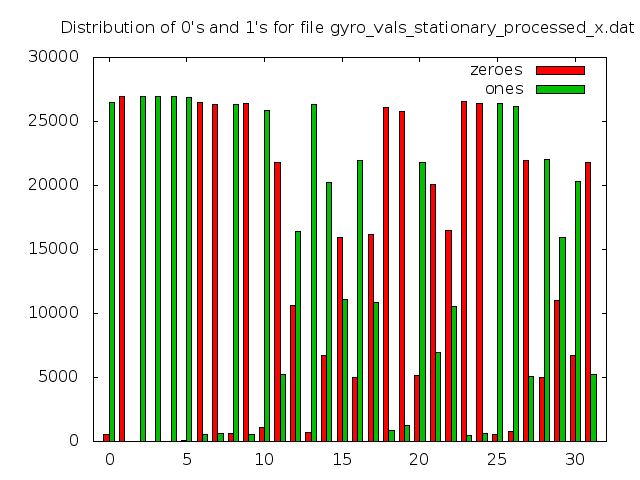 Distribution of 0's and 1's for file gyro_vals_stationary_processed_x.dat
30000
zeroes
ones
25000
20000
15000
10000
5000
0
0 5 10 15 20 25 30